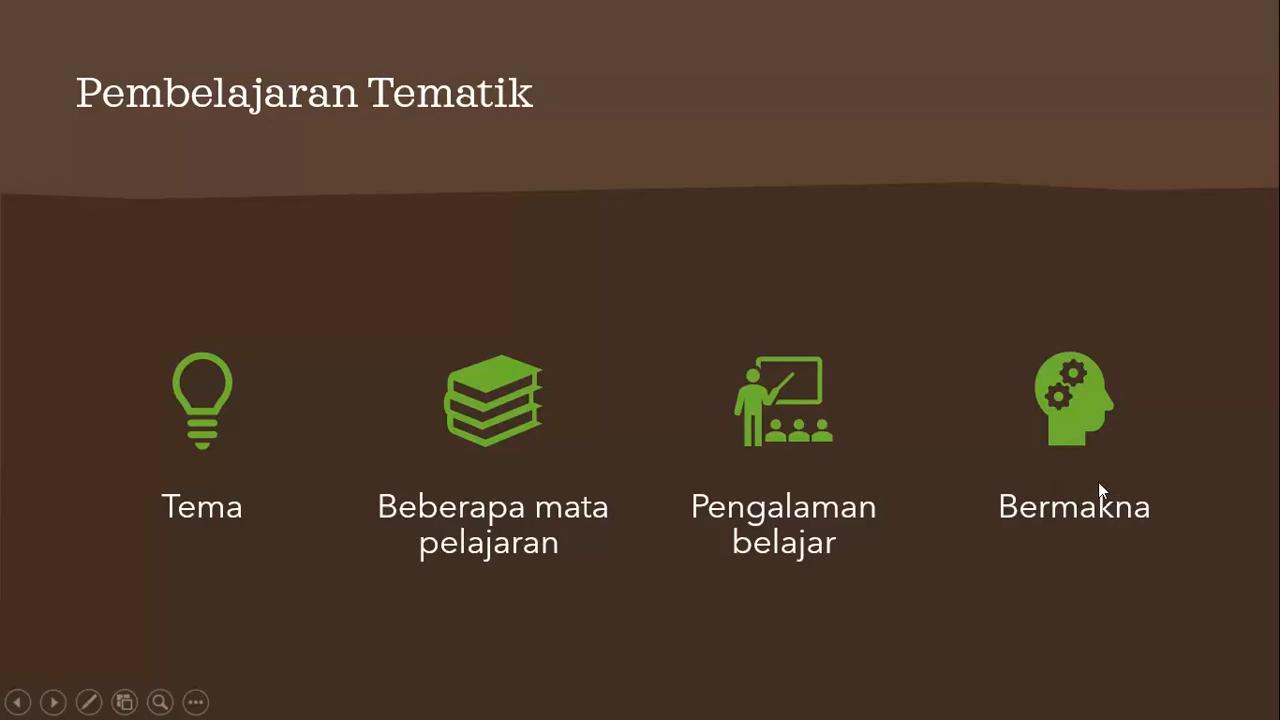 Pembelajaran Tematik
Tema
Beberapa mata
pelajaran
Pengalaman
belajar
Bermakna